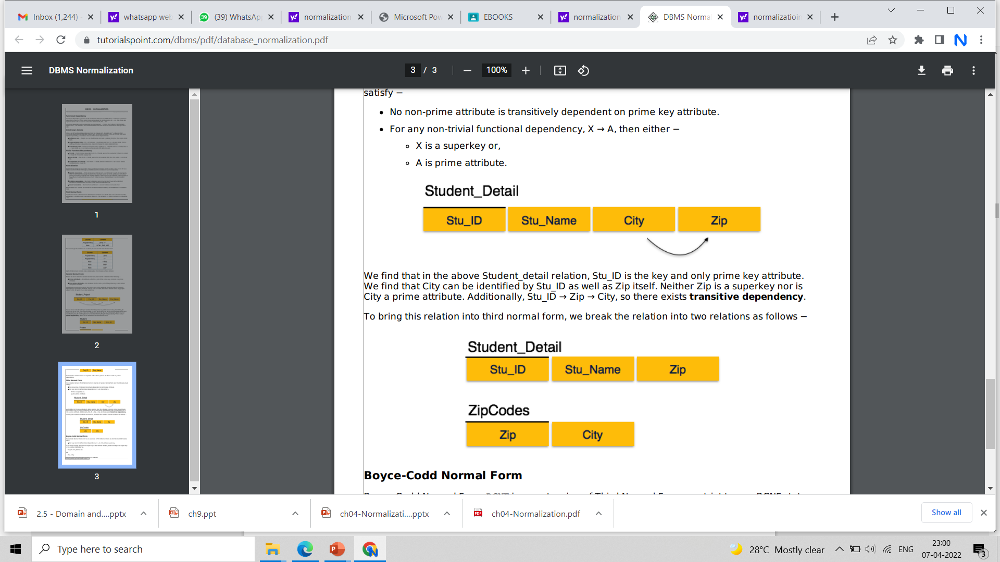 Inbox (1,244)
whatsapp web
(39) WhatsApp
normalization
Microsoft Pow
EBOOKS
normalization
DBMS Norma
normalizatioin
tutorialspoint.com/dbms/pdf/database_normalization.pdf
DBMS Normalization
3 / 3
100%
satisfy −
• No non-prime attribute is transitively dependent on prime key attribute.
• For any non-trivial functional dependency, X → A, then either −
∘ X is a superkey or,
∘ A is prime attribute.
Student_Detail
Stu_ID Stu_Name City Zip
We find that in the above Student_detail relation, Stu_ID is the key and only prime key attribute.
We find that City can be identified by Stu_ID as well as Zip itself. Neither Zip is a superkey nor is
City a prime attribute. Additionally, Stu_ID → Zip → City, so there exists transitive dependency.
To bring this relation into third normal form, we break the relation into two relations as follows −
Student_Detail
Stu_ID Stu_Name Zip
ZipCodes
Zip City
Boyce-Codd Normal Form
1
2
3
2.5 - Domain and....pptx
ch9.ppt
ch04-Normalizati....pptx
ch04-Normalization.pdf
Show all
Type here to search
28°C Mostly clear
ENG
23:00
07-04-2022
3